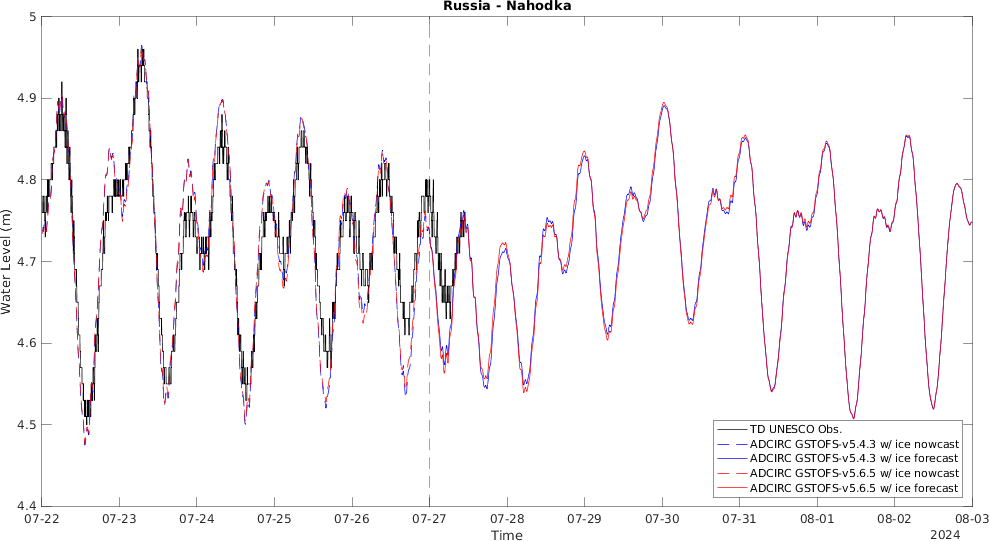 Russia - Nahodka
5
4.9
4.8
4.7
4.6
4.5
4.4
Water Level (m)
07-22 07-23 07-24 07-25 07-26 07-27 07-28 07-29 07-30 07-31 08-01 08-02 08-03
Time
2024
TD UNESCO Obs.
ADCIRC GSTOFS-v5.4.3 w/ ice nowcast
ADCIRC GSTOFS-v5.4.3 w/ ice forecast
ADCIRC GSTOFS-v5.6.5 w/ ice nowcast
ADCIRC GSTOFS-v5.6.5 w/ ice forecast